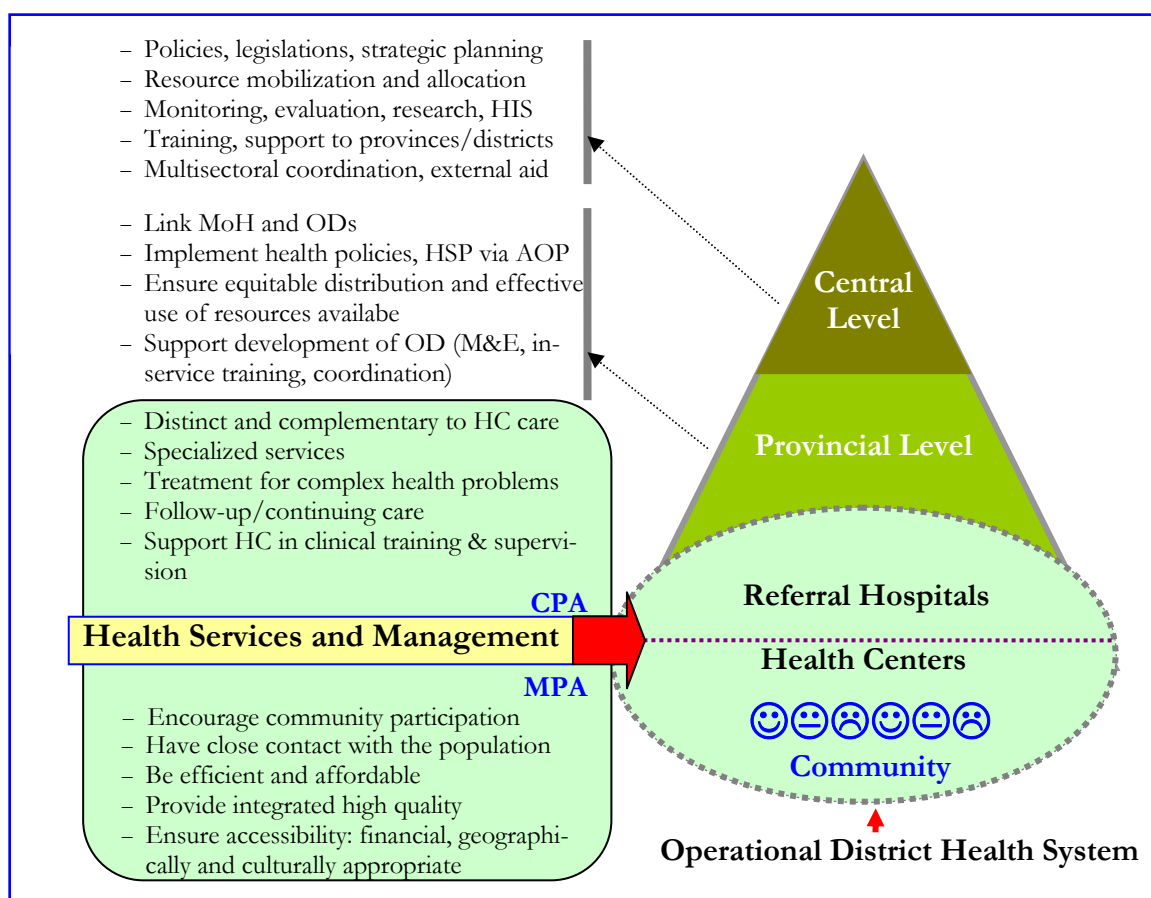 – Policies, legislations, strategic planning
– Resource mobilization and allocation
– Monitoring, evaluation, research, HIS
– Training, support to provinces/districts
– Multisectoral coordination, external aid
– Link MoH and ODs
– Implement health policies, HSP via AOP
– Ensure equitable distribution and effective
use of resources availabe
– Support development of OD (M&E, in-
service training, coordination)
– Distinct and complementary to HC care
– Specialized services
– Treatment for complex health problems
– Follow-up/continuing care
– Support HC in clinical training & supervi-
sion
CPA
Health Services and Management
MPA
– Encourage community participation
– Have close contact with the population
– Be efficient and affordable
– Provide integrated high quality
– Ensure accessibility: financial, geographi-
cally and culturally appropriate
Central
Level
Provincial Level
Referral Hospitals
Health Centers
Community
Operational District Health System